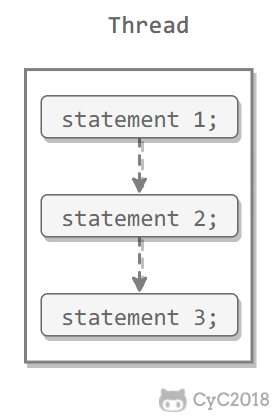 Thread
statement 1;
statement 2;
statement 3;
CyC2018